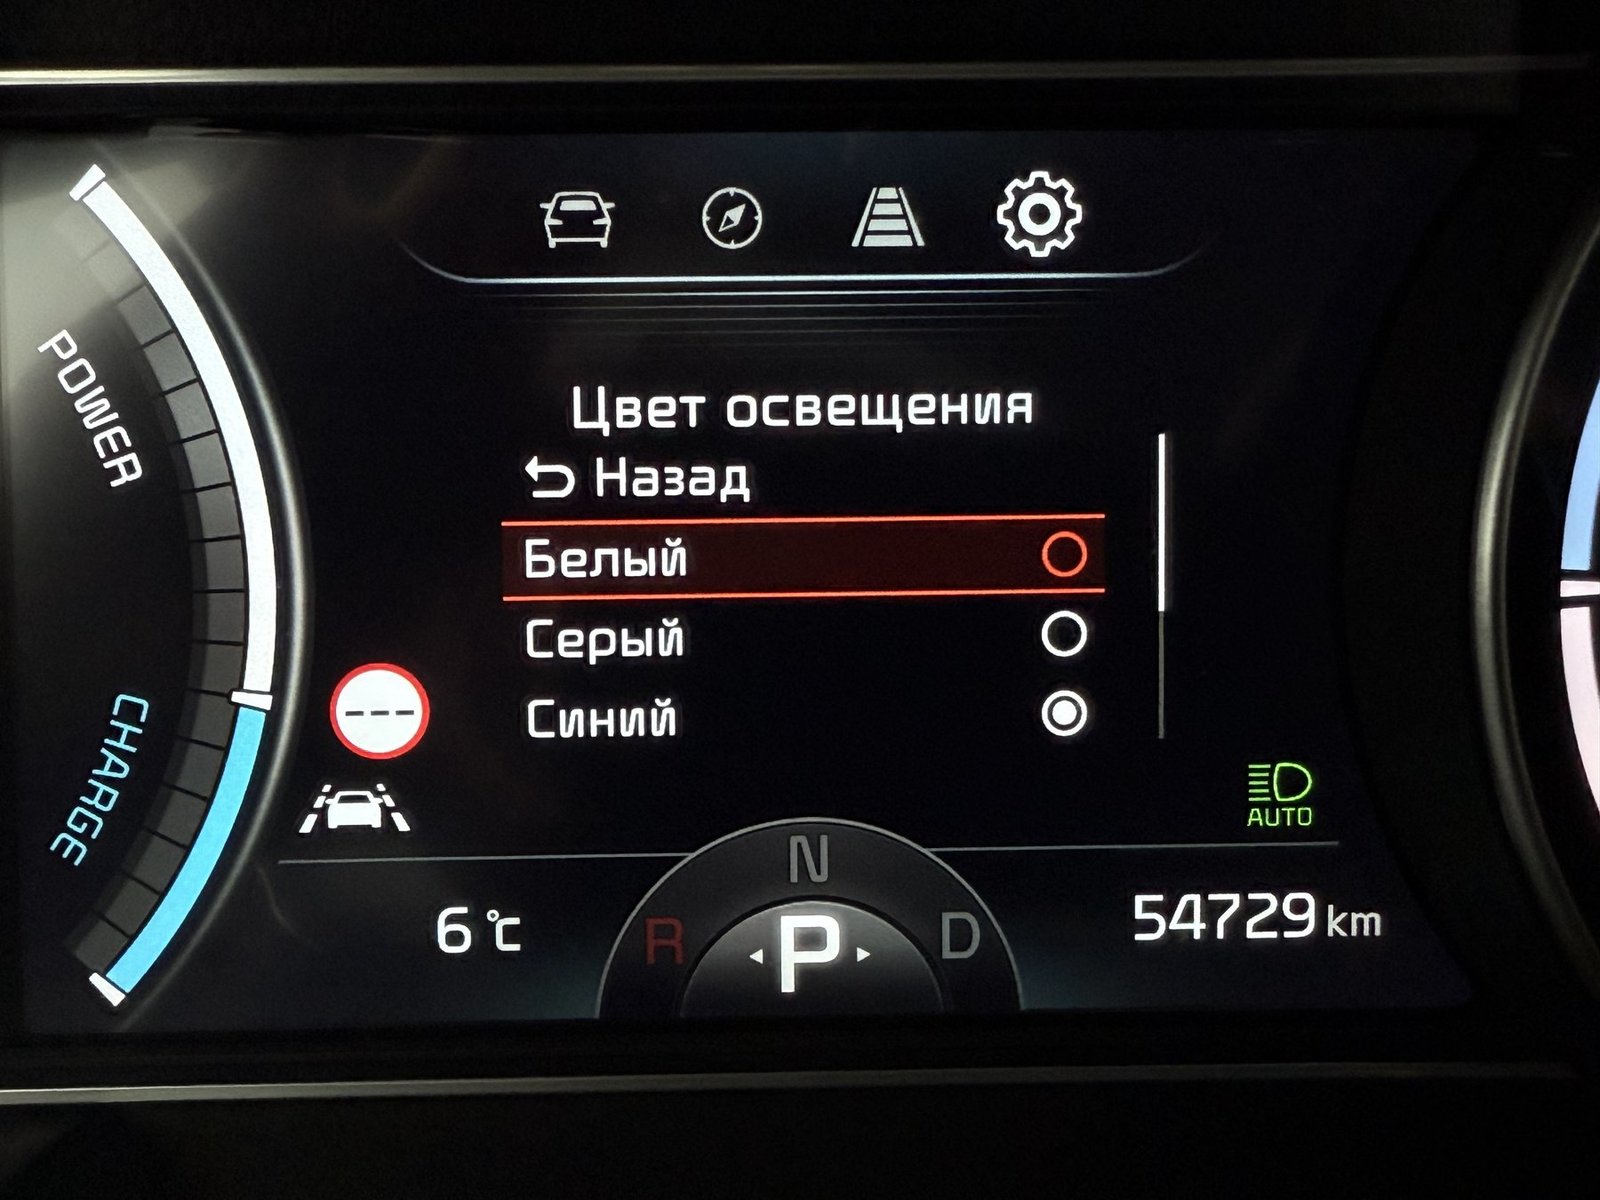 POWER
CHARGE
Цвет освещения
Назад
Белый
Серый
Синий
---
AUTO
6 °C
N
R
P
D
54729 km